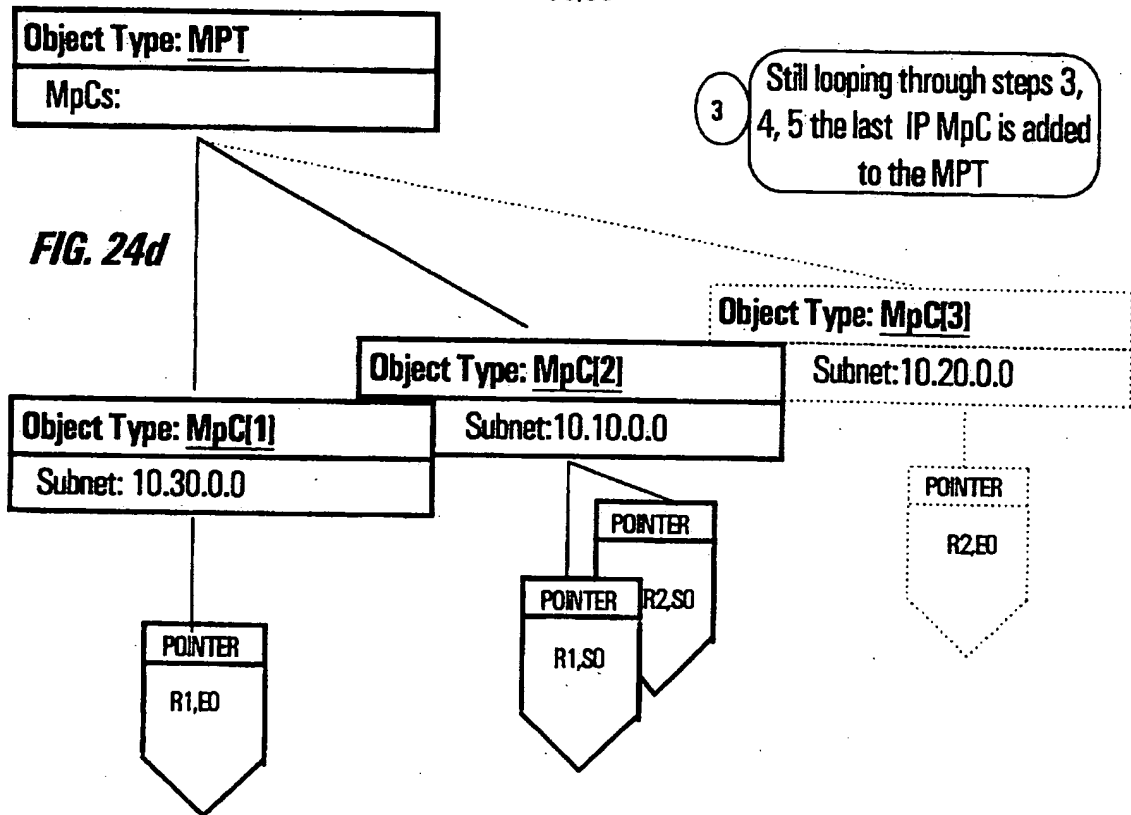 Object Type: MPT
MpCs:
3
Still looping through steps 3,
4, 5 the last IP MpC is added
to the MPT
FIG. 24d
Object Type: MpC[3]
Subnet:10.20.0.0
Object Type: MpC[2]
Subnet:10.10.0.0
Object Type: MpC[1]
Subnet: 10.30.0.0
POINTER
R2,E0
POINTER
R2,S0
POINTER
R1,S0
POINTER
R1,E0